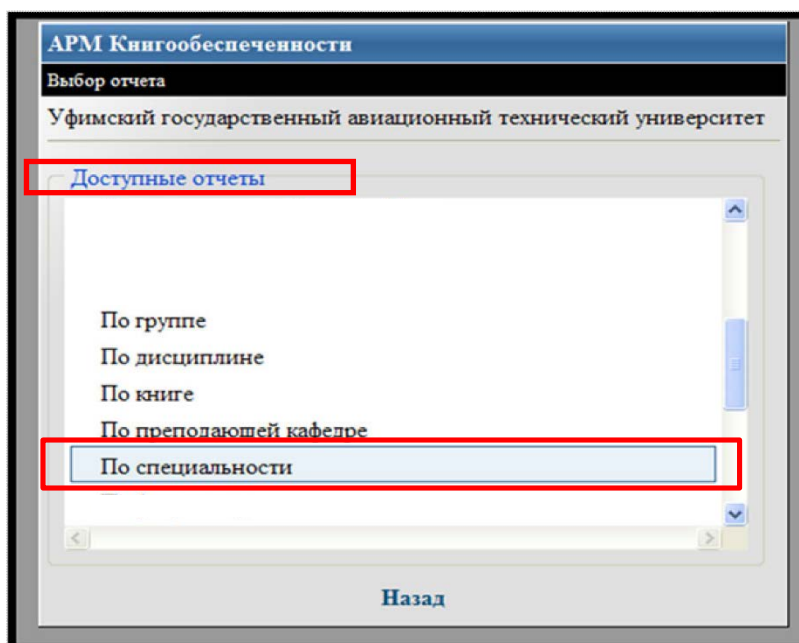 АРМ Книгообеспеченности
Выбор отчета
Уфимский государственный авиационный технический университет
Доступные отчеты
По группе
По дисциплине
По книге
По преподающей кафедре
По специальности
Назад